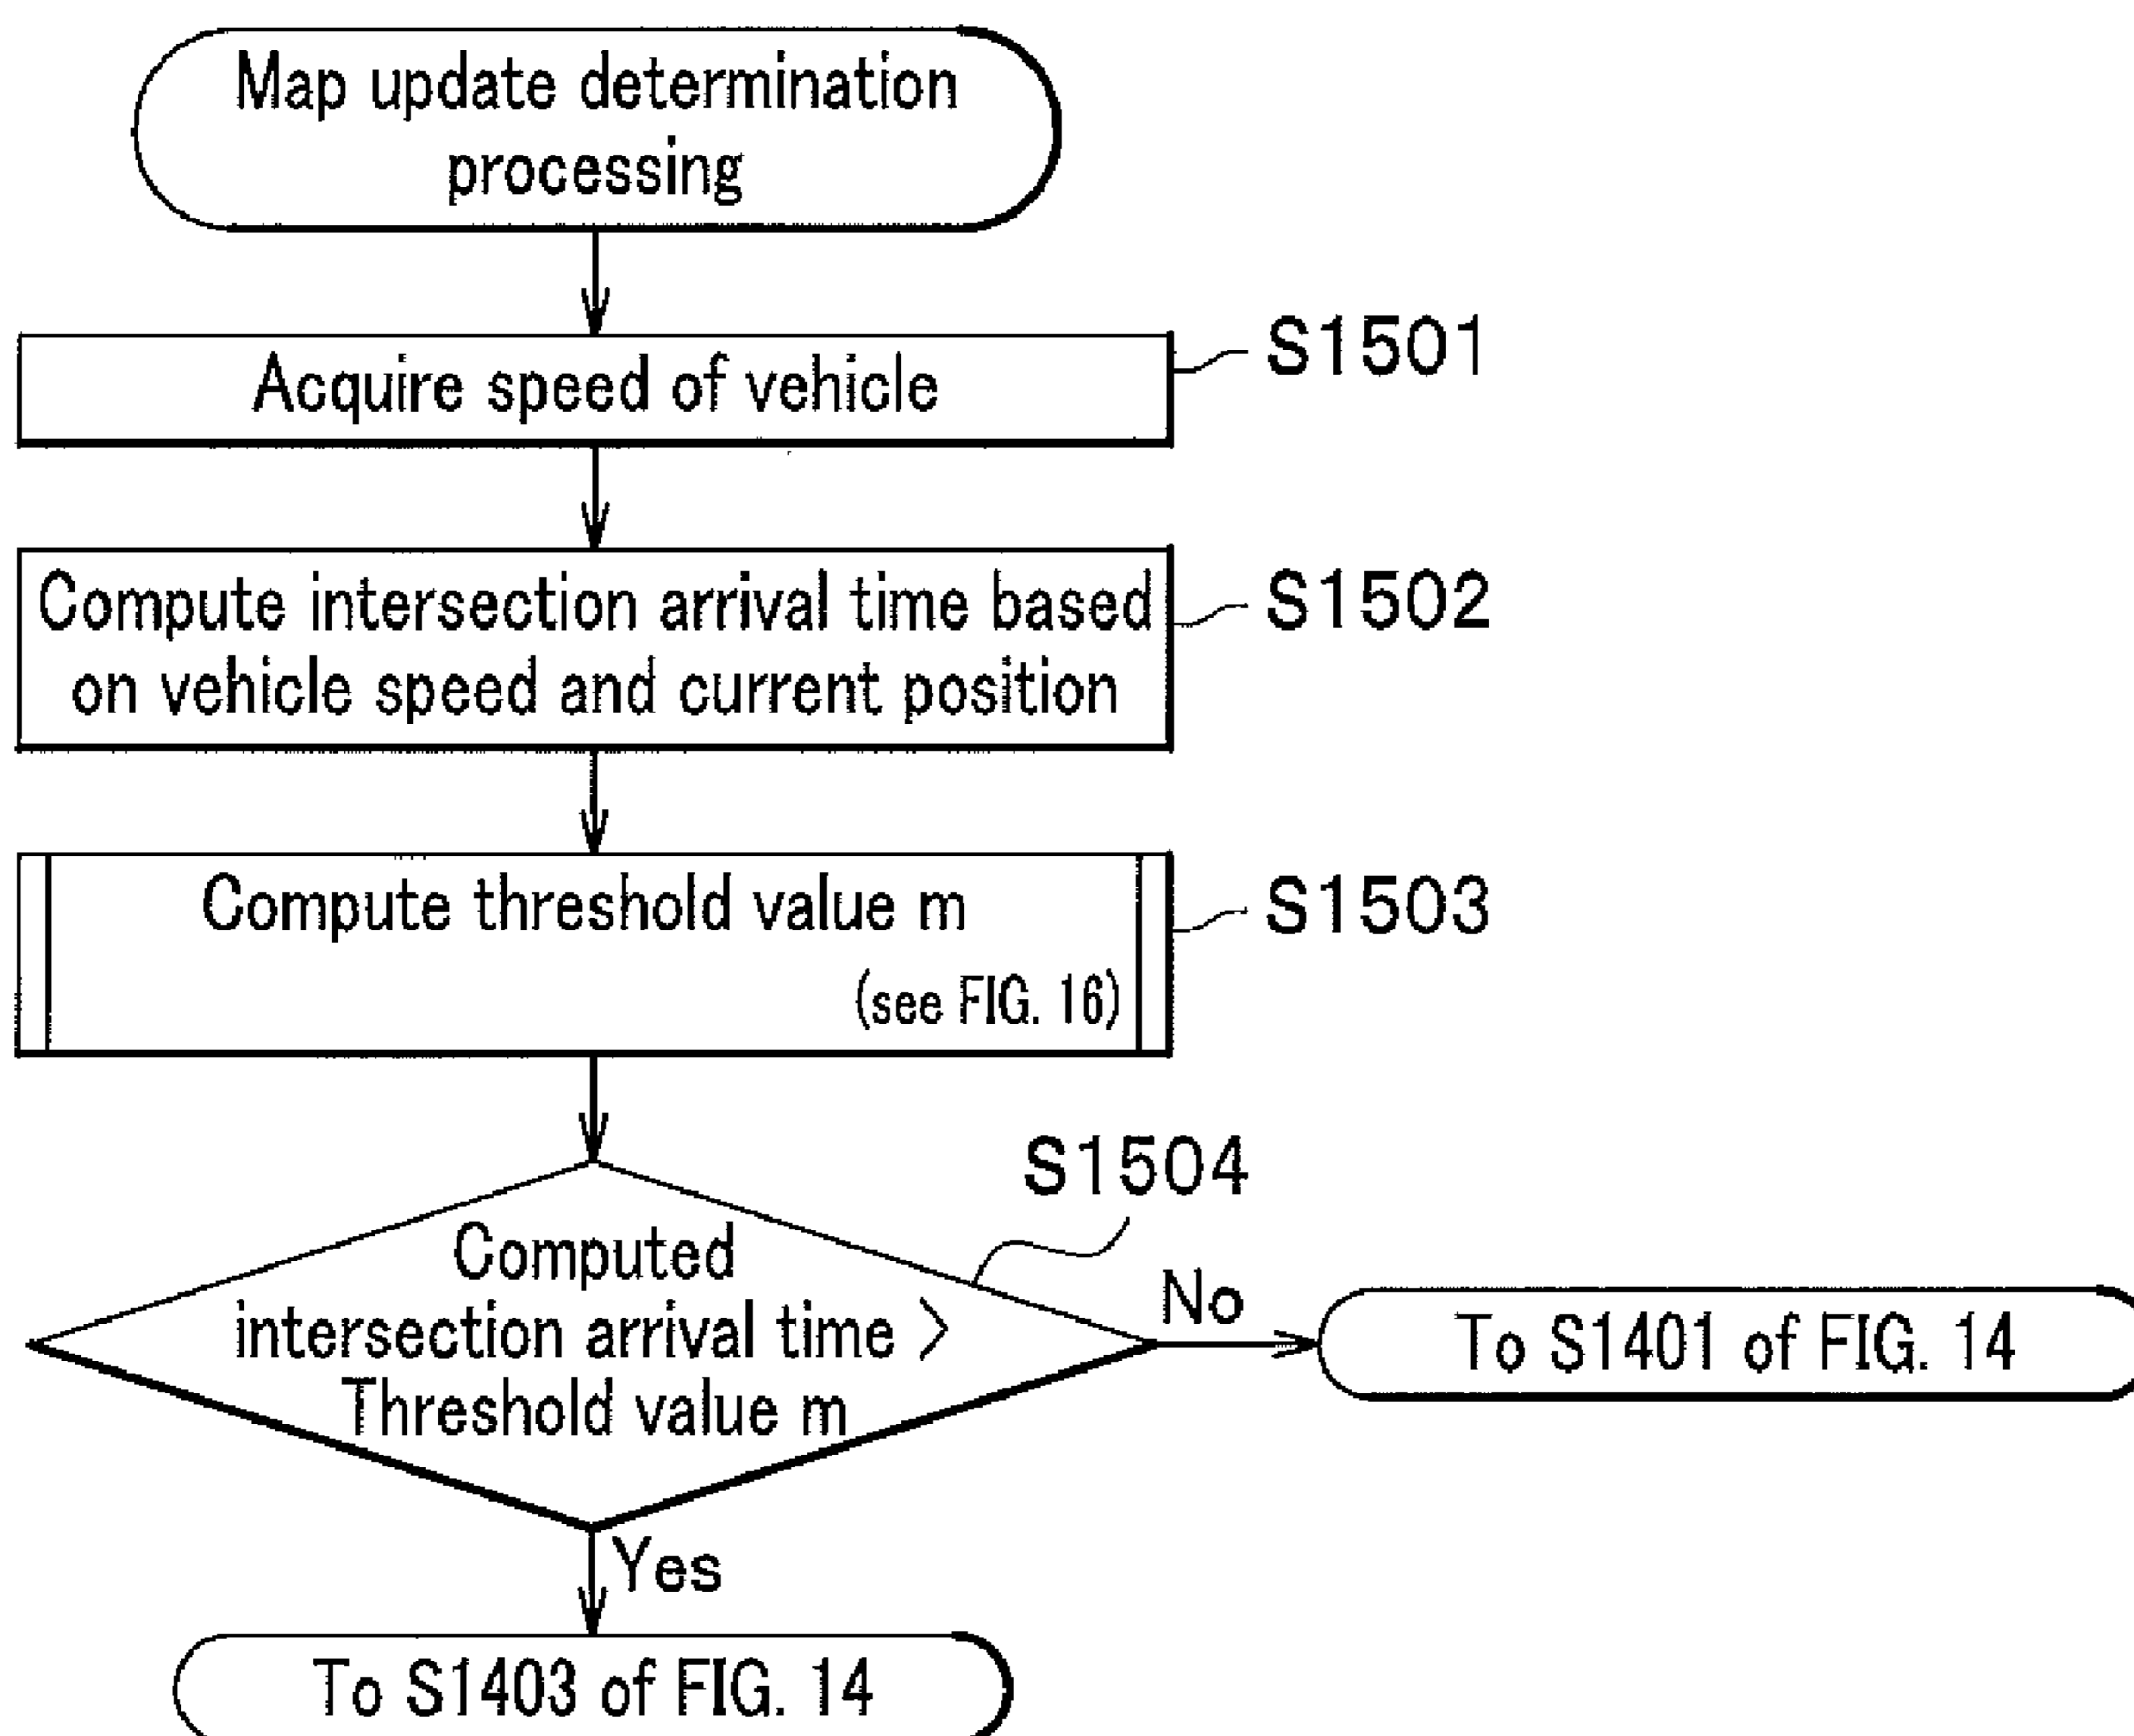 Map update determination
processing
Acquire speed of vehicle
S1501
Compute intersection arrival time based
on vehicle speed and current position
S1502
Compute threshold value m
(see FIG. 16)
S1503
S1504
Computed
intersection arrival time >
Threshold value m
No
To S1401 of FIG. 14
Yes
To S1403 of FIG. 14